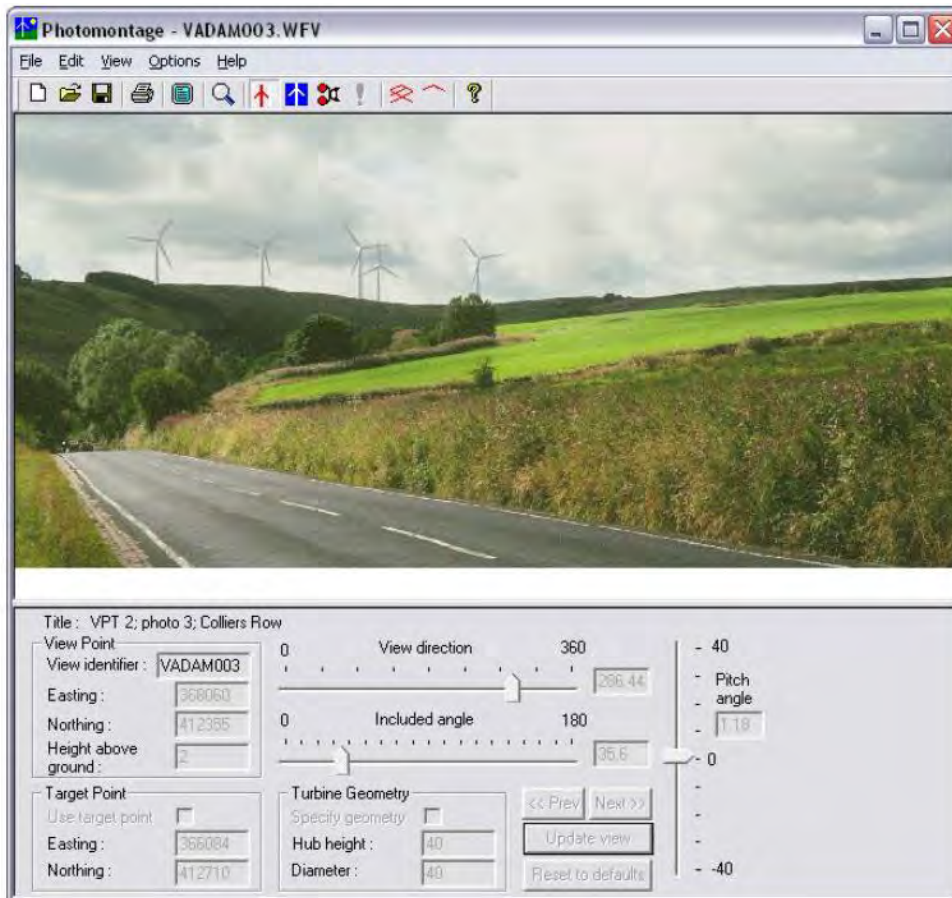 Photomontage - VADAM003.WFV
File Edit View Options Help
Title : VPT 2; photo 3; Colliers Row
View Point
View identifier : VADAM003
Easting : 368060
Northing : 412355
Height above
ground : 2
0 View direction 360
286.44
0 Included angle 180
35.6
40
Pitch
angle
1.18
0
-40
Target Point
Use target point
Easting : 366084
Northing : 412710
Turbine Geometry
Specify geometry
Hub height : 40
Diameter : 40
<< Prev Next >>
Update view
Reset to defaults